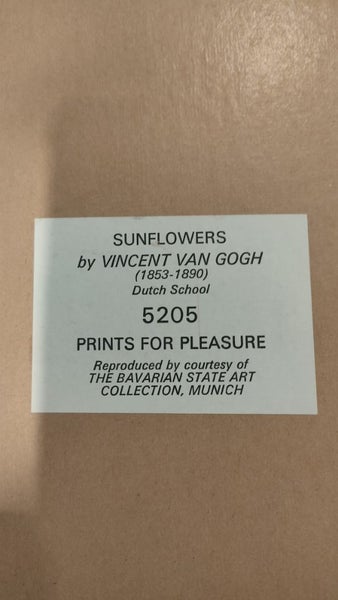 SUNFLOWERS
by VINCENT VAN GOGH
(1853-1890)
Dutch School
5205
PRINTS FOR PLEASURE
Reproduced by courtesy of
THE BAVARIAN STATE ART
COLLECTION, MUNICH